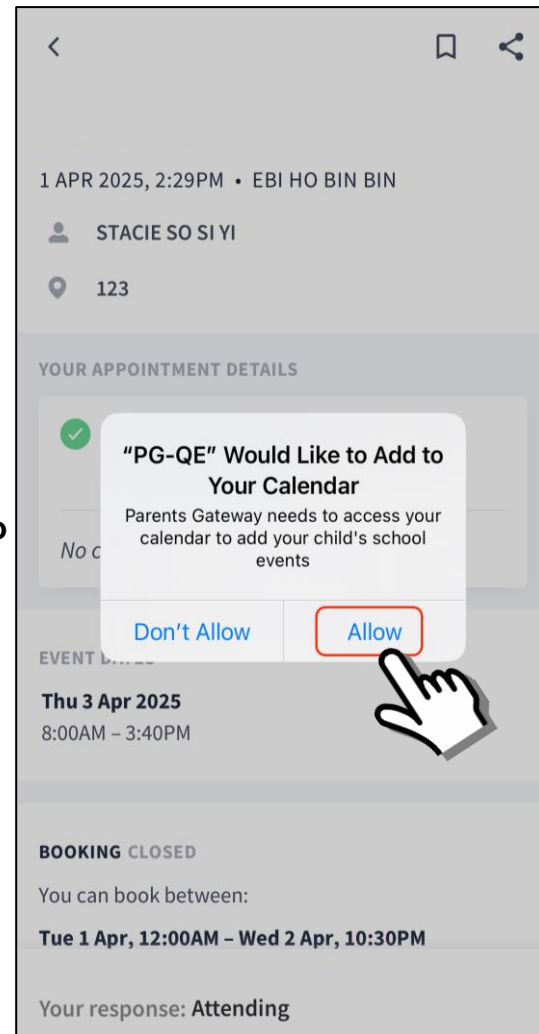 1 APR 2025, 2:29PM • EBI HO BIN BIN
STACIE SO SI YI
123
YOUR APPOINTMENT DETAILS
“PG-QE” Would Like to Add to
Your Calendar
Parents Gateway needs to access your
calendar to add your child's school
events
No c
Don’t Allow Allow
EVENT
Thu 3 Apr 2025
8:00AM – 3:40PM
BOOKING CLOSED
You can book between:
Tue 1 Apr, 12:00AM – Wed 2 Apr, 10:30PM
Your response: Attending